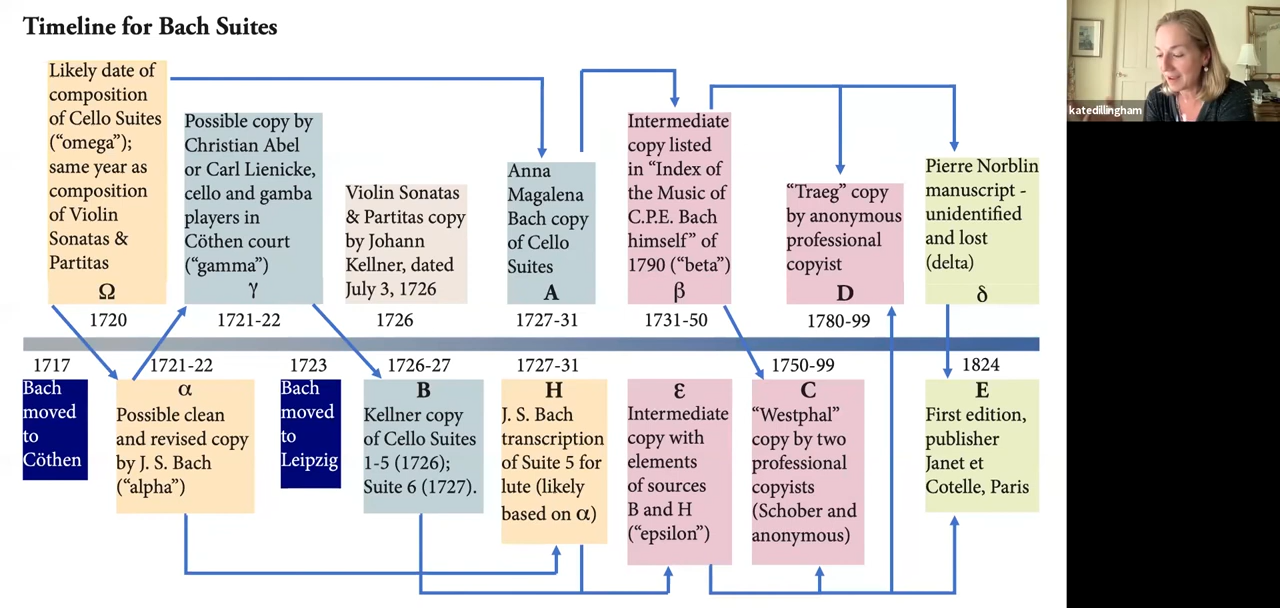 Timeline for Bach Suites
Likely date of
composition
of Cello Suites
(“omega”);
same year as
composition
of Violin
Sonatas &
Partitas
Ω
1720
Possible copy by
Christian Abel
or Carl Lienicke,
cello and gamba
players in
Cöthen court
(“gamma”)
γ
1721-22
Violin Sonatas
& Partitas copy
by Johann
Kellner, dated
July 3, 1726
1726
Anna
Magalena
Bach copy
of Cello
Suites
A
1727-31
Intermediate
copy listed
in “Index of
the Music of
C.P.E. Bach
himself” of
1790 (“beta”)
β
1731-50
“Traeg” copy
by anonymous
professional
copyist
D
1780-99
Pierre Norblin
manuscript -
unidentified
and lost
(delta)
δ
1717
Bach
moved
to
Cöthen
1721-22
α
Possible clean
and revised copy
by J. S. Bach
(“alpha”)
1723
Bach
moved
to
Leipzig
1726-27
B
Kellner copy
of Cello Suites
1-5 (1726);
Suite 6 (1727).
1727-31
H
J. S. Bach
transcription
of Suite 5 for
lute (likely
based on α)
ε
Intermediate
copy with
elements
of sources
B and H
(“epsilon”)
1750-99
C
“Westphal”
copy by two
professional
copyists
(Schober and
anonymous)
1824
E
First edition,
publisher
Janet et
Cotelle, Paris
katedillingham